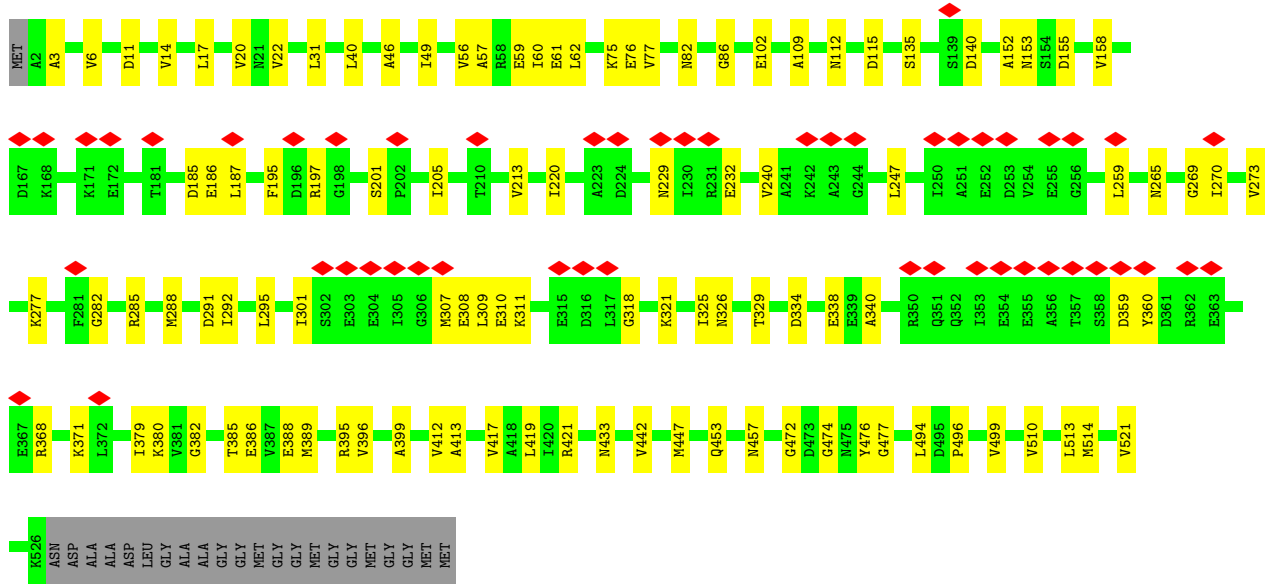 MET A2 A3 V6 D11 V14 L17 V20 N21 V22 L31 L40 A46 I49 V56 A57 R58 E59 I60 E61 L62 K75 E76 V77 N82 G86 E102 A109 N112 D115 S135 S139 D140 A152 N153 S154 D155 V158
D167 K168 K171 E172 T181 D185 E186 L187 F195 D196 R197 G198 S201 P202 I205 T210 V213 I220 A223 D224 N229 I230 R231 E232 V240 A241 K242 A243 G244 L247 I250 A251 E252 D253 V254 E255 G256 L259 N265 G269 I270 V273
K277 F281 G282 R285 M288 D291 I292 L295 I301 S302 E303 E304 I305 G306 M307 E308 L309 E310 K311 E315 D316 L317 G318 K321 I325 N326 T329 D334 E338 E339 A340 R350 Q351 Q352 I353 E354 E355 A356 T357 S358 D359 Y360 D361 R362 E363
E367 R368 K371 L372 I379 K380 V381 G382 T385 E386 V387 E388 M389 R395 V396 A399 V412 A413 V417 A418 L419 I420 R421 N433 V442 M447 Q453 N457 G472 D473 G474 N475 Y476 G477 L494 D495 P496 V499 V510 L513 M514 V521
K526 ASN ASP ALA ALA ASP LEU GLY ALA ALA GLY GLY MET GLY GLY MET GLY GLY MET GLY GLY MET MET